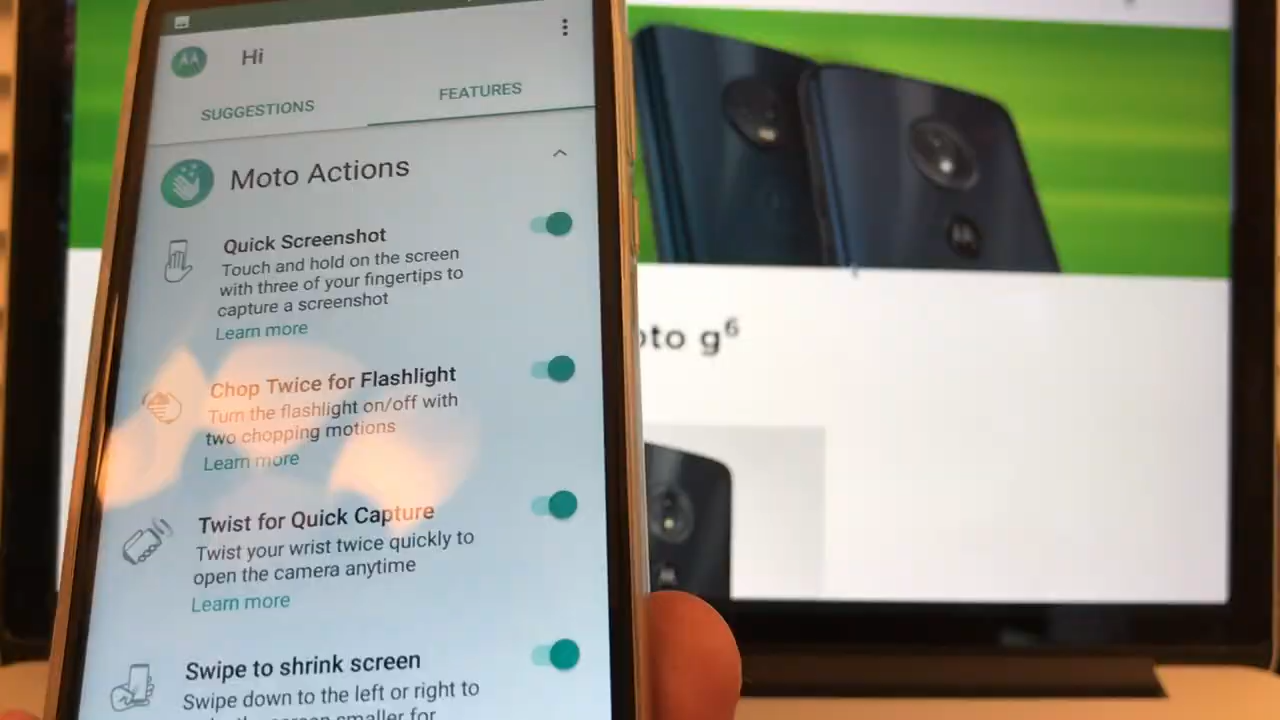 Hi
SUGGESTIONS
FEATURES
Moto Actions
Quick Screenshot
Touch and hold on the screen
with three of your fingertips to
capture a screenshot
Learn more
Chop Twice for Flashlight
Turn the flashlight on/off with
two chopping motions
Learn more
Twist for Quick Capture
Twist your wrist twice quickly to
open the camera anytime
Learn more
Swipe to shrink screen
Swipe down to the left or right to
screen smaller for
oto g6